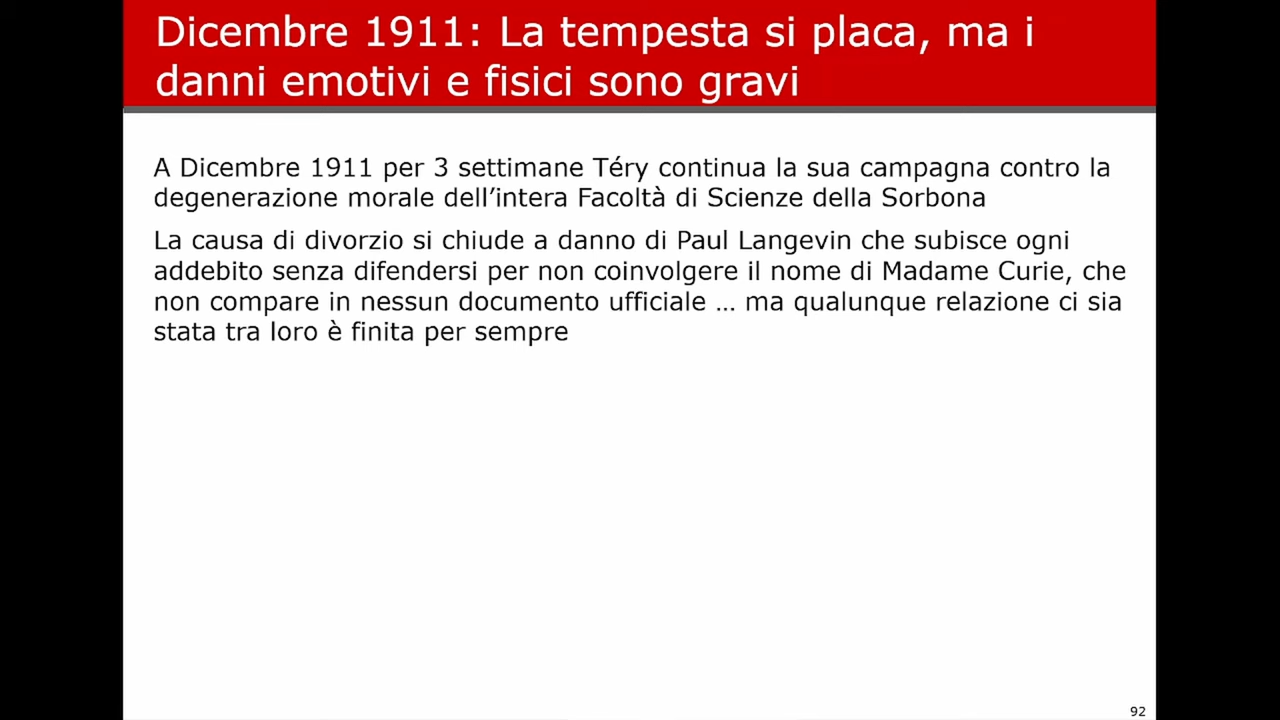 Dicembre 1911: La tempesta si placa, ma i
danni emotivi e fisici sono gravi
A Dicembre 1911 per 3 settimane Téry continua la sua campagna contro la
degenerazione morale dell’intera Facoltà di Scienze della Sorbona
La causa di divorzio si chiude a danno di Paul Langevin che subisce ogni
addebito senza difendersi per non coinvolgere il nome di Madame Curie, che
non compare in nessun documento ufficiale … ma qualunque relazione ci sia
stata tra loro è finita per sempre
92